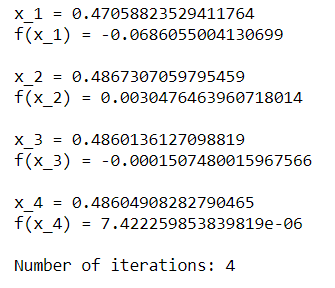 x_1 = 0.47058823529411764
f(x_1) = -0.0686055004130699
x_2 = 0.4867307059795459
f(x_2) = 0.0030476463960718014
x_3 = 0.4860136127098819
f(x_3) = -0.0001507480015967566
x_4 = 0.48604908282790465
f(x_4) = 7.422259853839819e-06
Number of iterations: 4